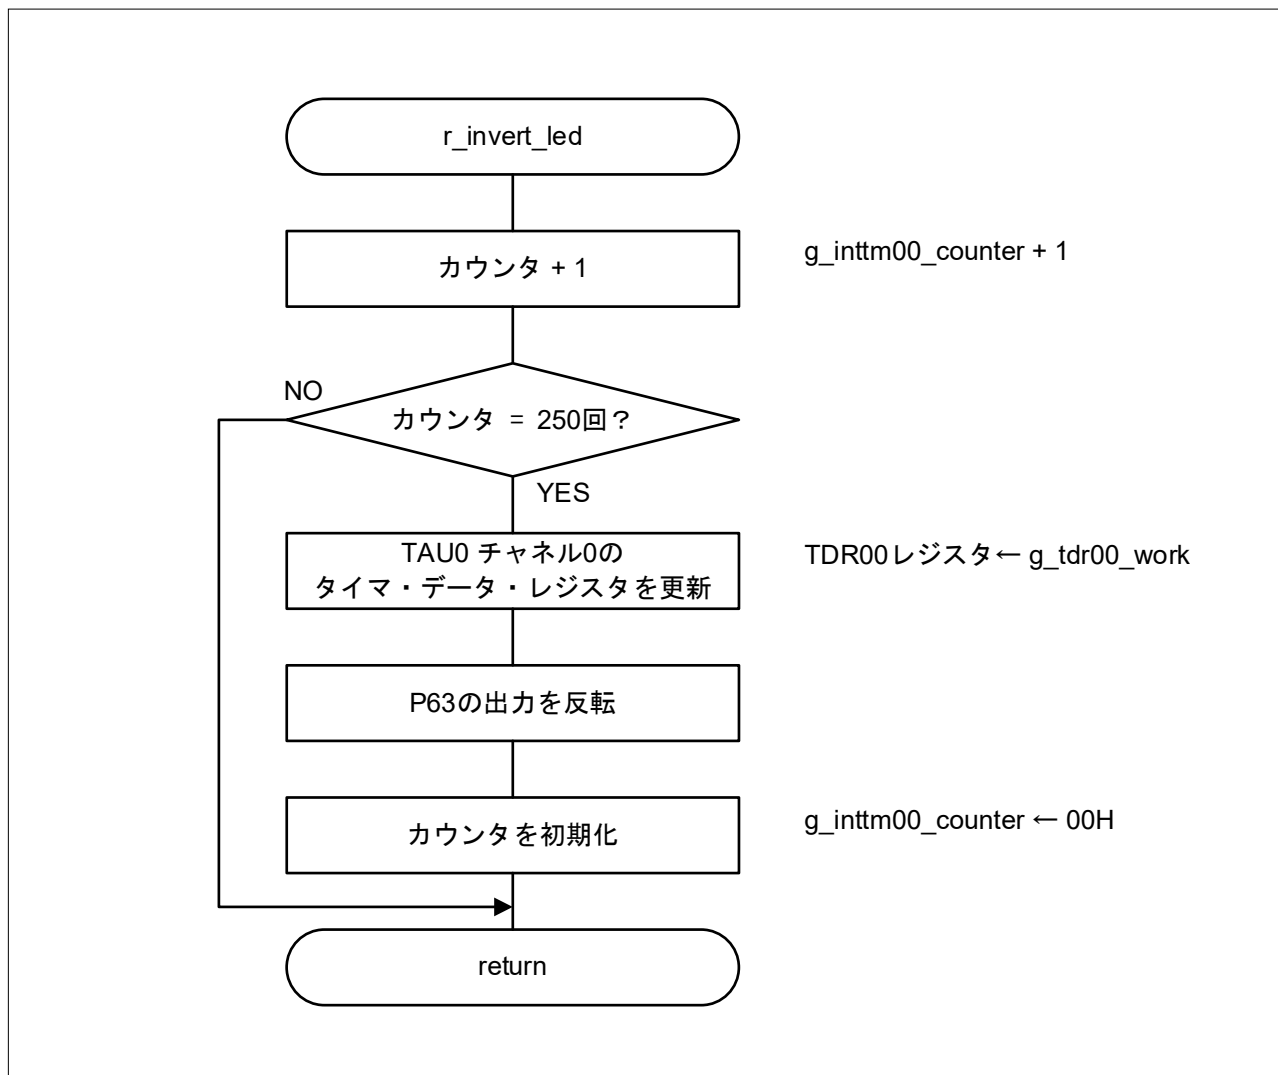 r_invert_led
カウンタ + 1
g_inttm00_counter + 1
NO
カウンタ = 250回？
YES
TAU0 チャネル0の
タイマ・データ・レジスタを更新
TDR00レジスタ← g_tdr00_work
P63の出力を反転
カウンタを初期化
g_inttm00_counter ← 00H
return